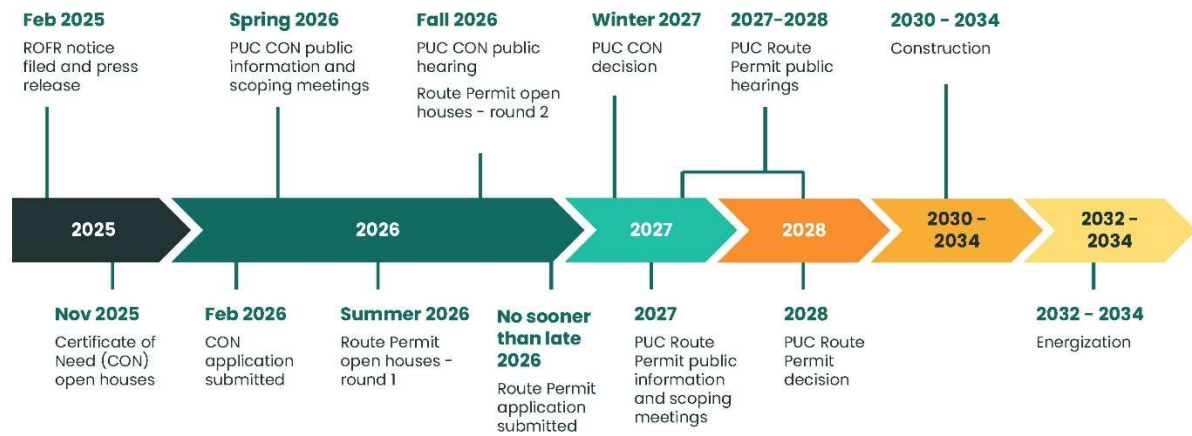 Feb 2025
ROFR notice
filed and press
release
Spring 2026
PUC CON public
information and
scoping meetings
Fall 2026
PUC CON public
hearing
Route Permit open
houses - round 2
Winter 2027
PUC CON
decision
2027-2028
PUC Route
Permit public
hearings
2030 - 2034
Construction
2025
2026
2027
2028
2030 -
2034
2032 -
2034
Nov 2025
Certificate of
Need (CON)
open houses
Feb 2026
CON
application
submitted
Summer 2026
Route Permit
open houses -
round 1
No sooner
than late
2026
Route Permit
application
submitted
2027
PUC Route
Permit public
information
and scoping
meetings
2028
PUC Route
Permit
decision
2032 - 2034
Energization